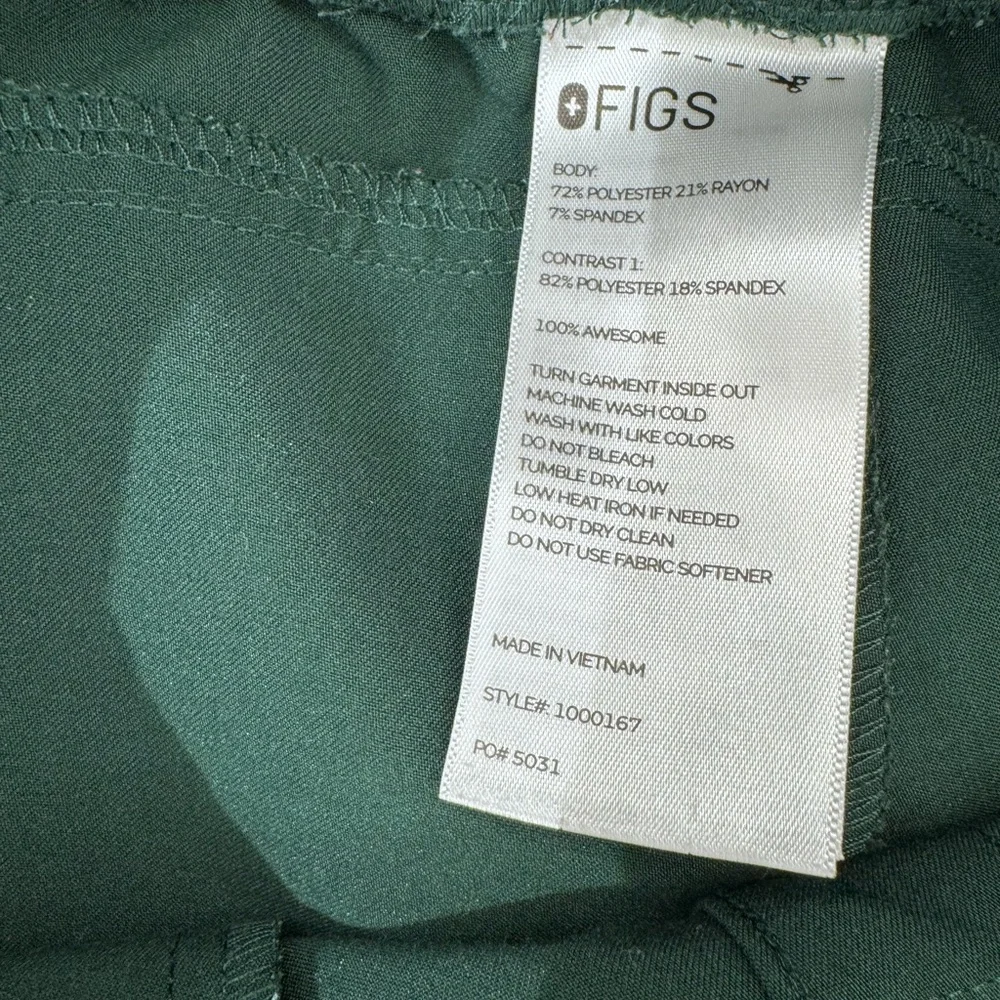 FIGS
BODY:
72% POLYESTER 21% RAYON
7% SPANDEX
CONTRAST 1:
82% POLYESTER 18% SPANDEX
100% AWESOME
TURN GARMENT INSIDE OUT
MACHINE WASH COLD
WASH WITH LIKE COLORS
DO NOT BLEACH
TUMBLE DRY LOW
LOW HEAT IRON IF NEEDED
DO NOT DRY CLEAN
DO NOT USE FABRIC SOFTENER
MADE IN VIETNAM
STYLE#: 1000167
PO# 5031